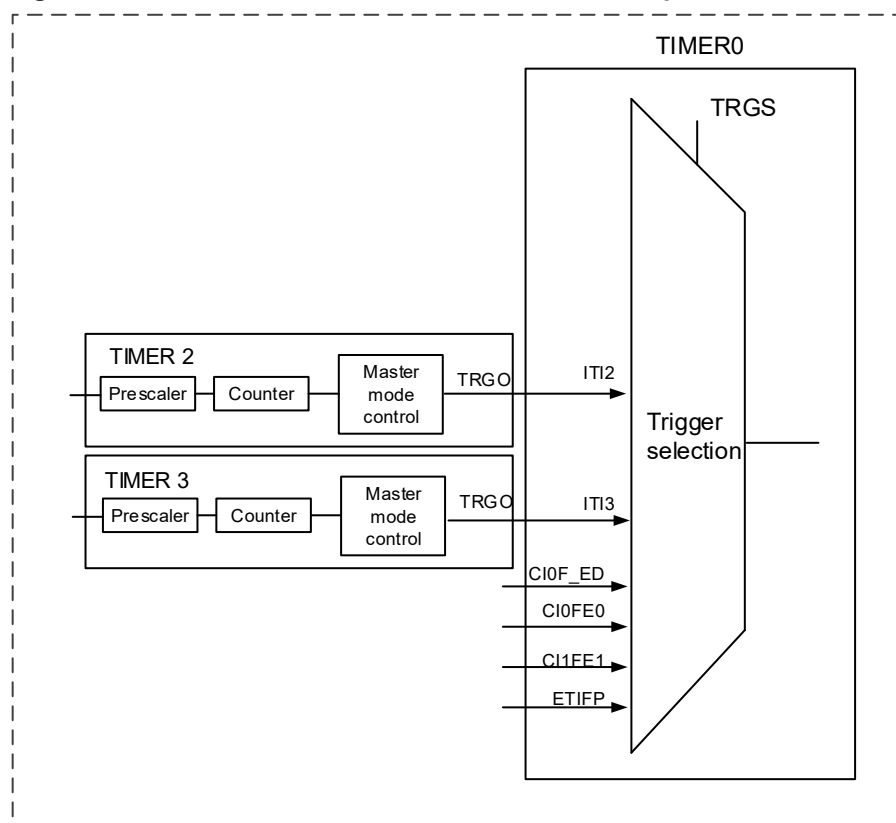 TIMER0
TRGS
TIMER 2
Prescaler
Counter
Master
mode
control
TRGO
ITI2
Trigger
selection
TIMER 3
Prescaler
Counter
Master
mode
control
TRGO
ITI3
CI0F_ED
CI0FE0
CI1FE1
ETIFP